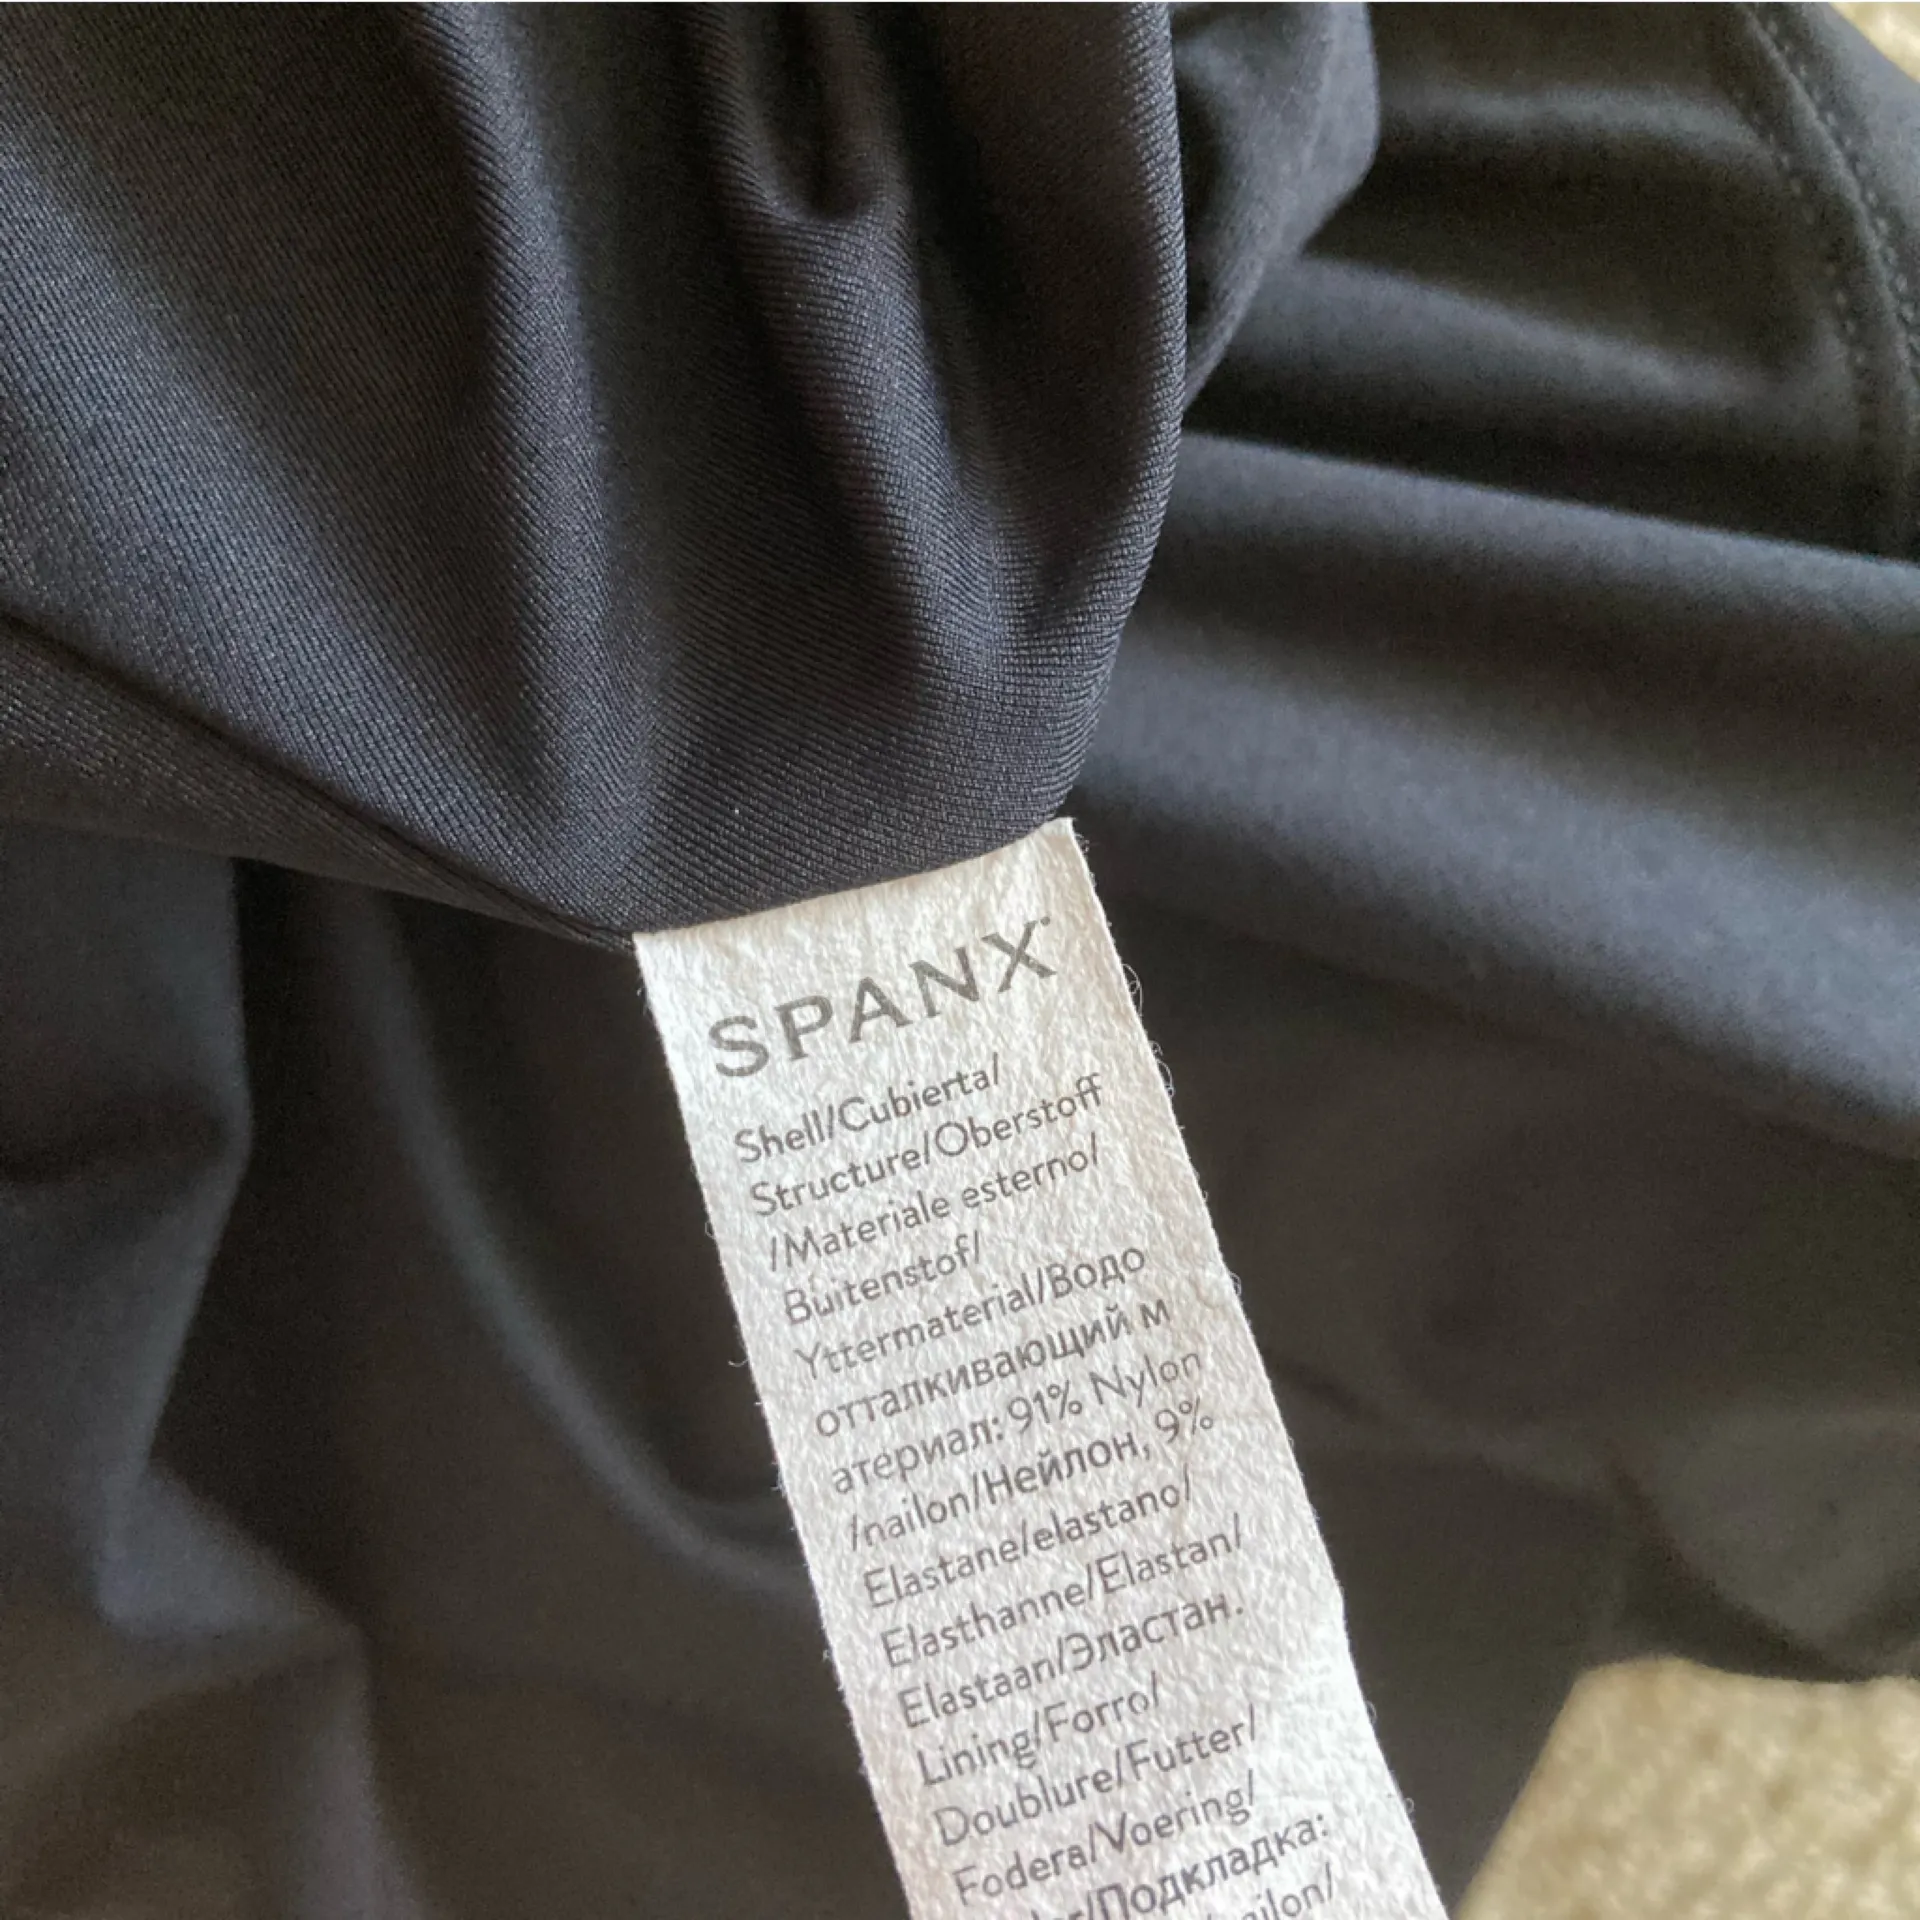 SPANX
Shell/Cubierta/
Structure/Oberstoff
/Materiale esterno/
Buitenstof/
Yttermaterial/Водо
отталкивающий м
атериал: 91% Nylon
/nailon/Нейлон, 9%
Elastane/elastano/
Elasthanne/Elastan/
Elastaan/Эластан.
Lining/Forro/
Doublure/Futter/
Fodera/Voering/
/Подкладка: